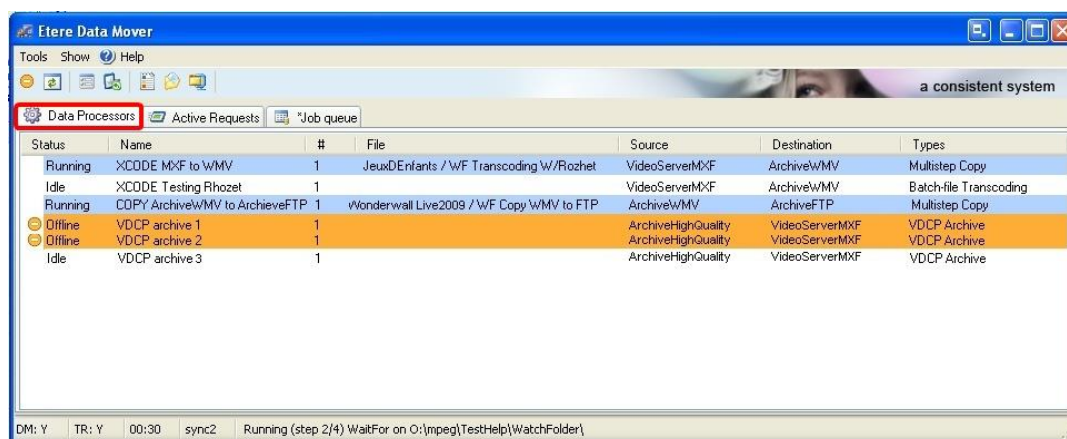 Etere Data Mover
Tools Show Help
a consistent system
Data Processors Active Requests *Job queue
Status Name # File Source Destination Types
Running XCODE MXF to WMV 1 JeuxDEnfants / WF Transcoding W/Rozhet VideoServerMXF ArchiveWMV Multistep Copy
Idle XCODE Testing Rhozet 1 VideoServerMXF ArchiveWMV Batch-file Transcoding
Running COPY ArchiveWMV to ArchieveFTP 1 Wonderwall Live2009 / WF Copy WMV to FTP ArchiveWMV ArchiveFTP Multistep Copy
Offline VDCP archive 1 1 ArchiveHighQuality VideoServerMXF VDCP Archive
Offline VDCP archive 2 1 ArchiveHighQuality VideoServerMXF VDCP Archive
Idle VDCP archive 3 1 ArchiveHighQuality VideoServerMXF VDCP Archive
DM: Y TR: Y 00:30 sync2 Running (step 2/4) WaitFor on O:\mpeg\TestHelp\WatchFolder\